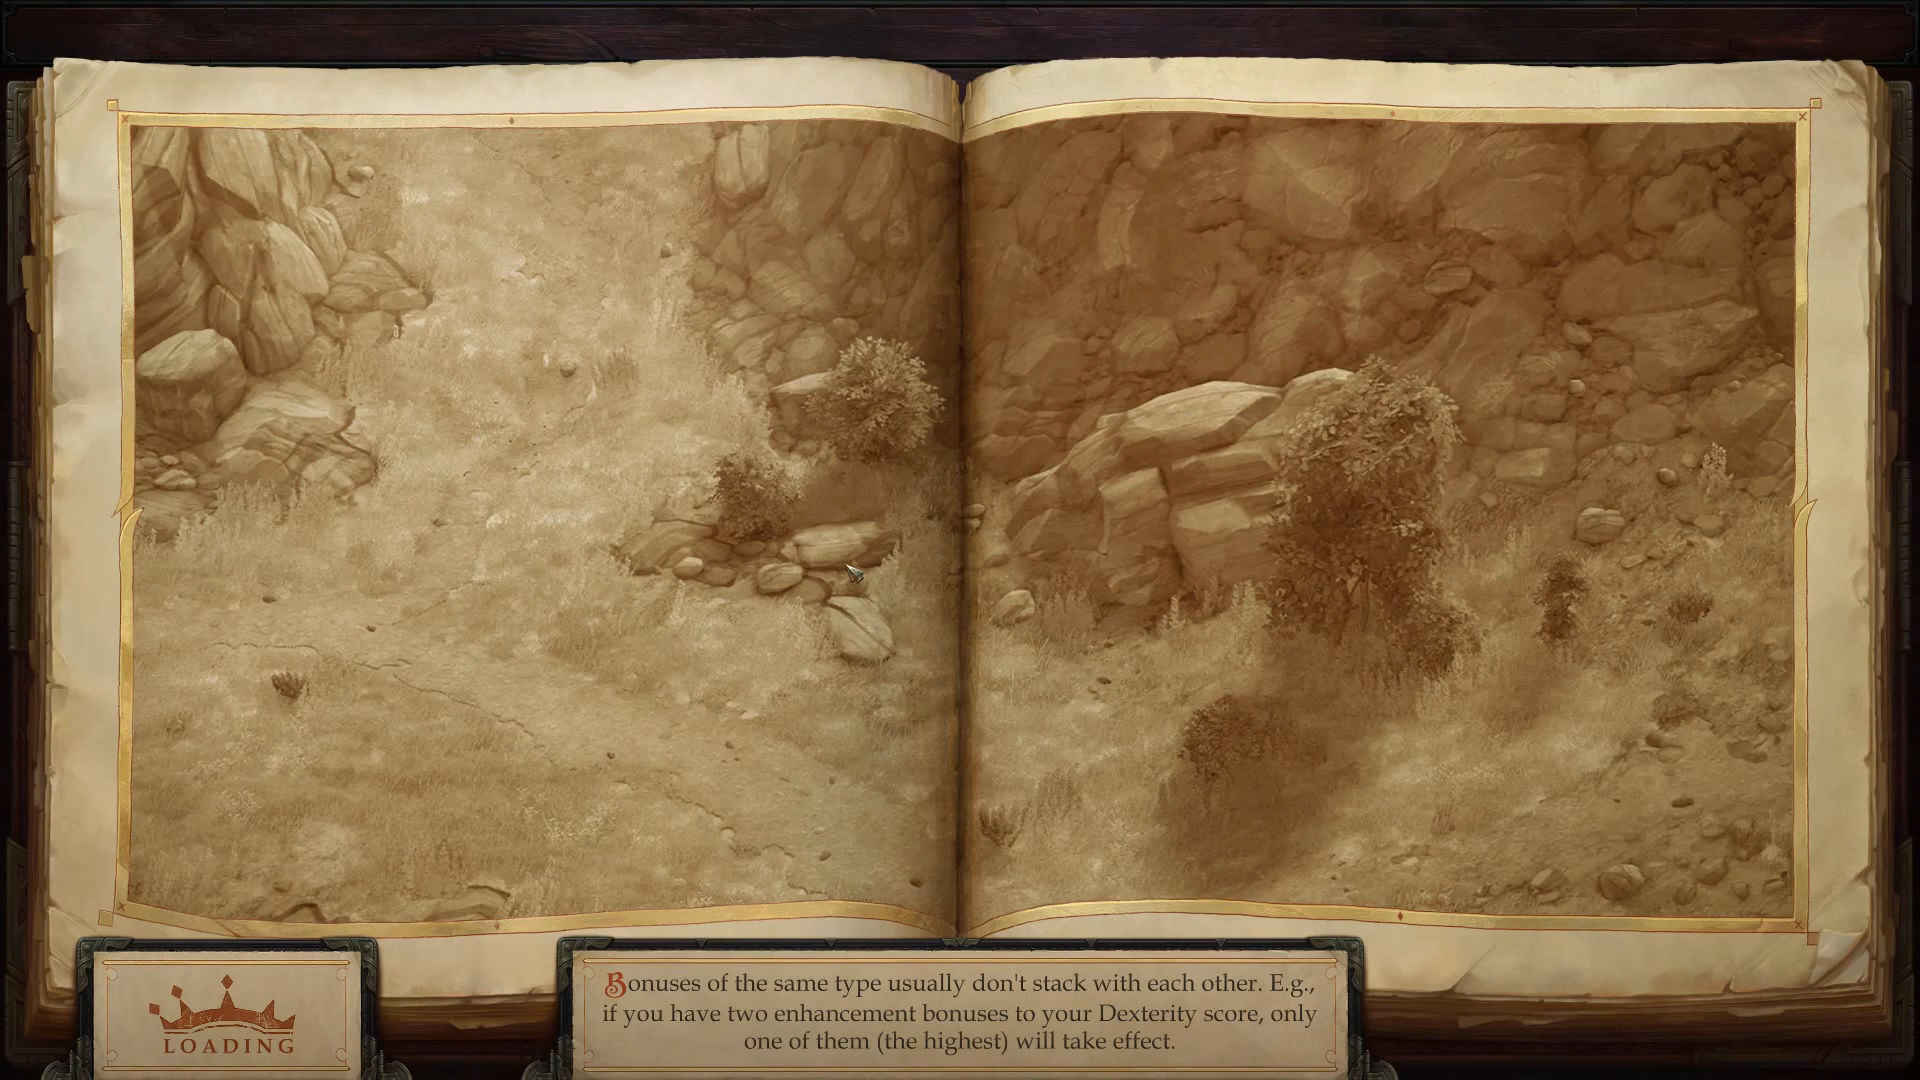 LOADING
Bonuses of the same type usually don't stack with each other. E.g.,
if you have two enhancement bonuses to your Dexterity score, only
one of them (the highest) will take effect.